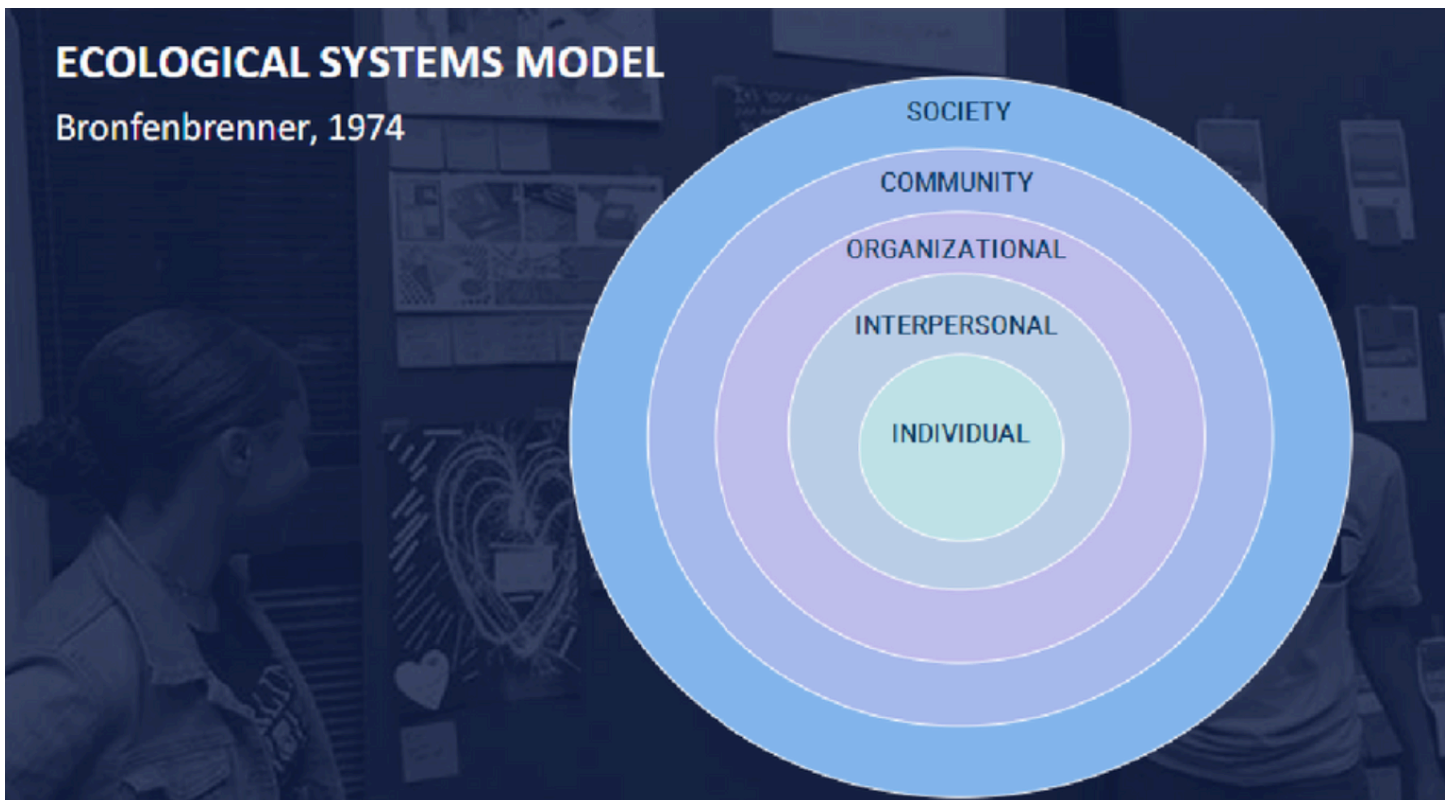 ECOLOGICAL SYSTEMS MODEL
Bronfenbrenner, 1974
SOCIETY
COMMUNITY
ORGANIZATIONAL
INTERPERSONAL
INDIVIDUAL